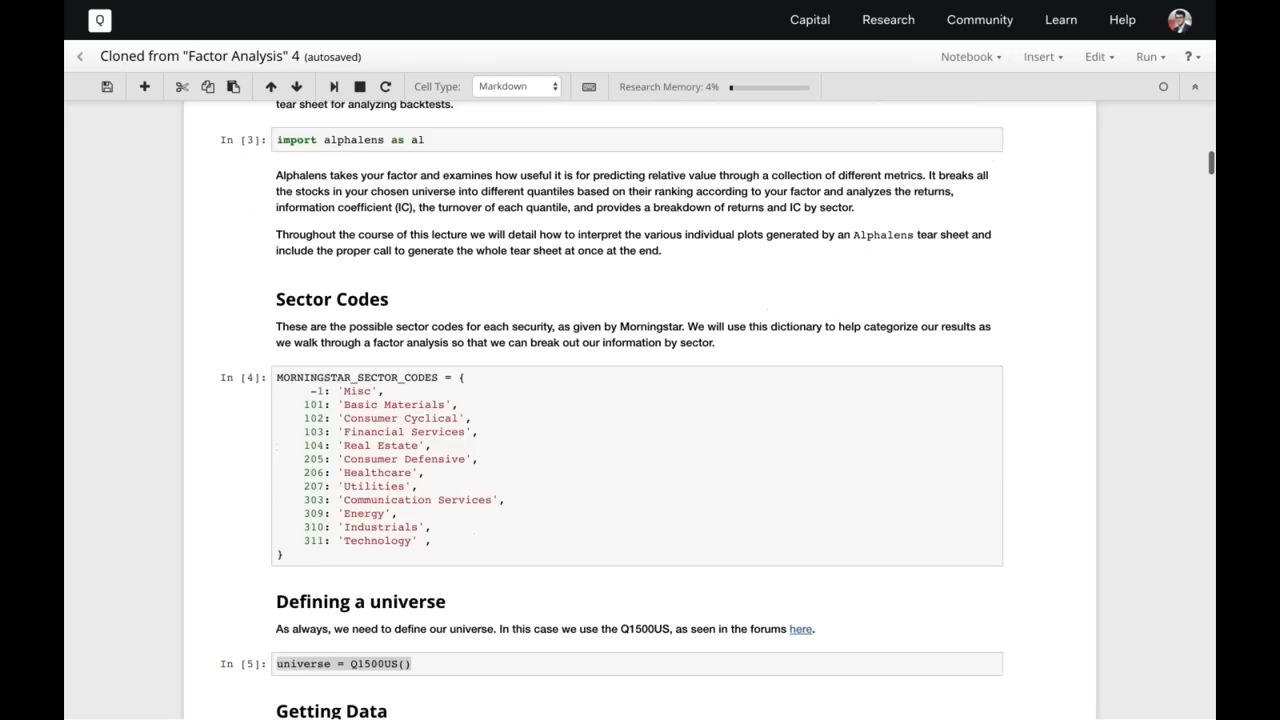 Q
Capital Research Community Learn Help
Cloned from "Factor Analysis" 4 (autosaved)
Notebook Insert Edit Run ?
Cell Type: Markdown Research Memory: 4%
tear sheet for analyzing backtests.
In [3]: import alphalens as al
Alphalens takes your factor and examines how useful it is for predicting relative value through a collection of different metrics. It breaks all
the stocks in your chosen universe into different quantiles based on their ranking according to your factor and analyzes the returns,
information coefficient (IC), the turnover of each quantile, and provides a breakdown of returns and IC by sector.
Throughout the course of this lecture we will detail how to interpret the various individual plots generated by an Alphalens tear sheet and
include the proper call to generate the whole tear sheet at once at the end.
Sector Codes
These are the possible sector codes for each security, as given by Morningstar. We will use this dictionary to help categorize our results as
we walk through a factor analysis so that we can break out our information by sector.
In [4]: MORNINGSTAR_SECTOR_CODES = {
-1: 'Misc',
101: 'Basic Materials',
102: 'Consumer Cyclical',
103: 'Financial Services',
104: 'Real Estate',
205: 'Consumer Defensive',
206: 'Healthcare',
207: 'Utilities',
303: 'Communication Services',
309: 'Energy',
310: 'Industrials',
311: 'Technology' ,
}
Defining a universe
As always, we need to define our universe. In this case we use the Q1500US, as seen in the forums here.
In [5]: universe = Q1500US()
Getting Data